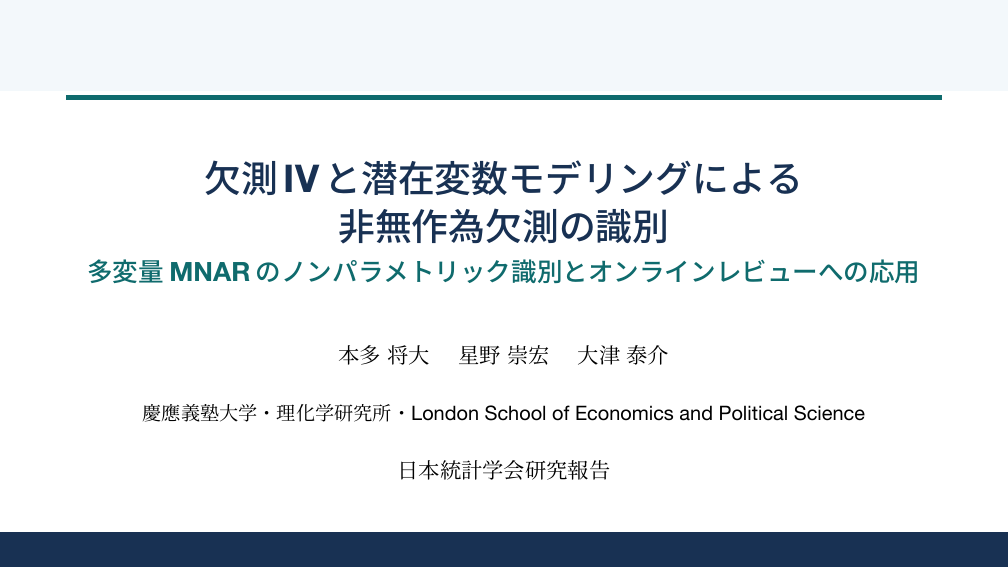 欠測 IV と潜在変数モデリングによる
非無作為欠測の識別
多変量 MNAR のノンパラメトリック識別とオンラインレビューへの応用
本多 将大 星野 崇宏 大津 泰介
慶應義塾大学・理化学研究所・London School of Economics and Political Science
日本統計学会研究報告